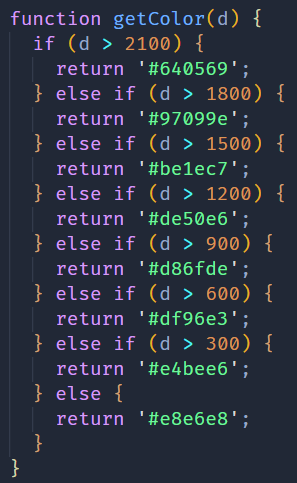 function getColor(d) {
  if (d > 2100) {
    return '#640569';
  } else if (d > 1800) {
    return '#97099e';
  } else if (d > 1500) {
    return '#be1ec7';
  } else if (d > 1200) {
    return '#de50e6';
  } else if (d > 900) {
    return '#d86fde';
  } else if (d > 600) {
    return '#df96e3';
  } else if (d > 300) {
    return '#e4bee6';
  } else {
    return '#e8e6e8';
  }
}